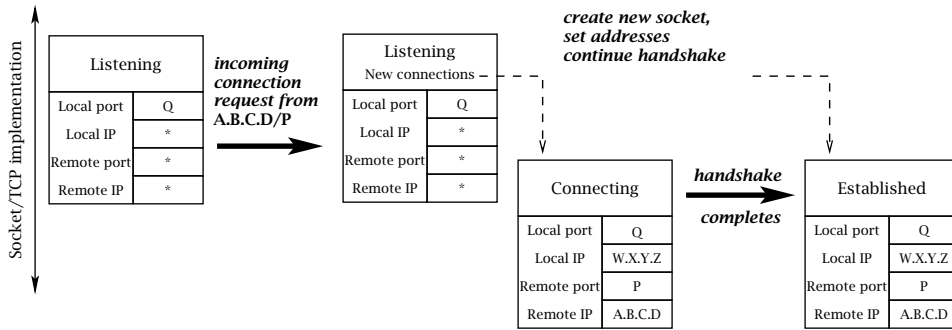 Socket/TCP implementation
Listening
Local port Q
Local IP *
Remote port *
Remote IP *
incoming
connection
request from
A.B.C.D/P
Listening
New connections
Local port Q
Local IP *
Remote port *
Remote IP *
create new socket,
set addresses
continue handshake
Connecting
Local port Q
Local IP W.X.Y.Z
Remote port P
Remote IP A.B.C.D
handshake
completes
Established
Local port Q
Local IP W.X.Y.Z
Remote port P
Remote IP A.B.C.D